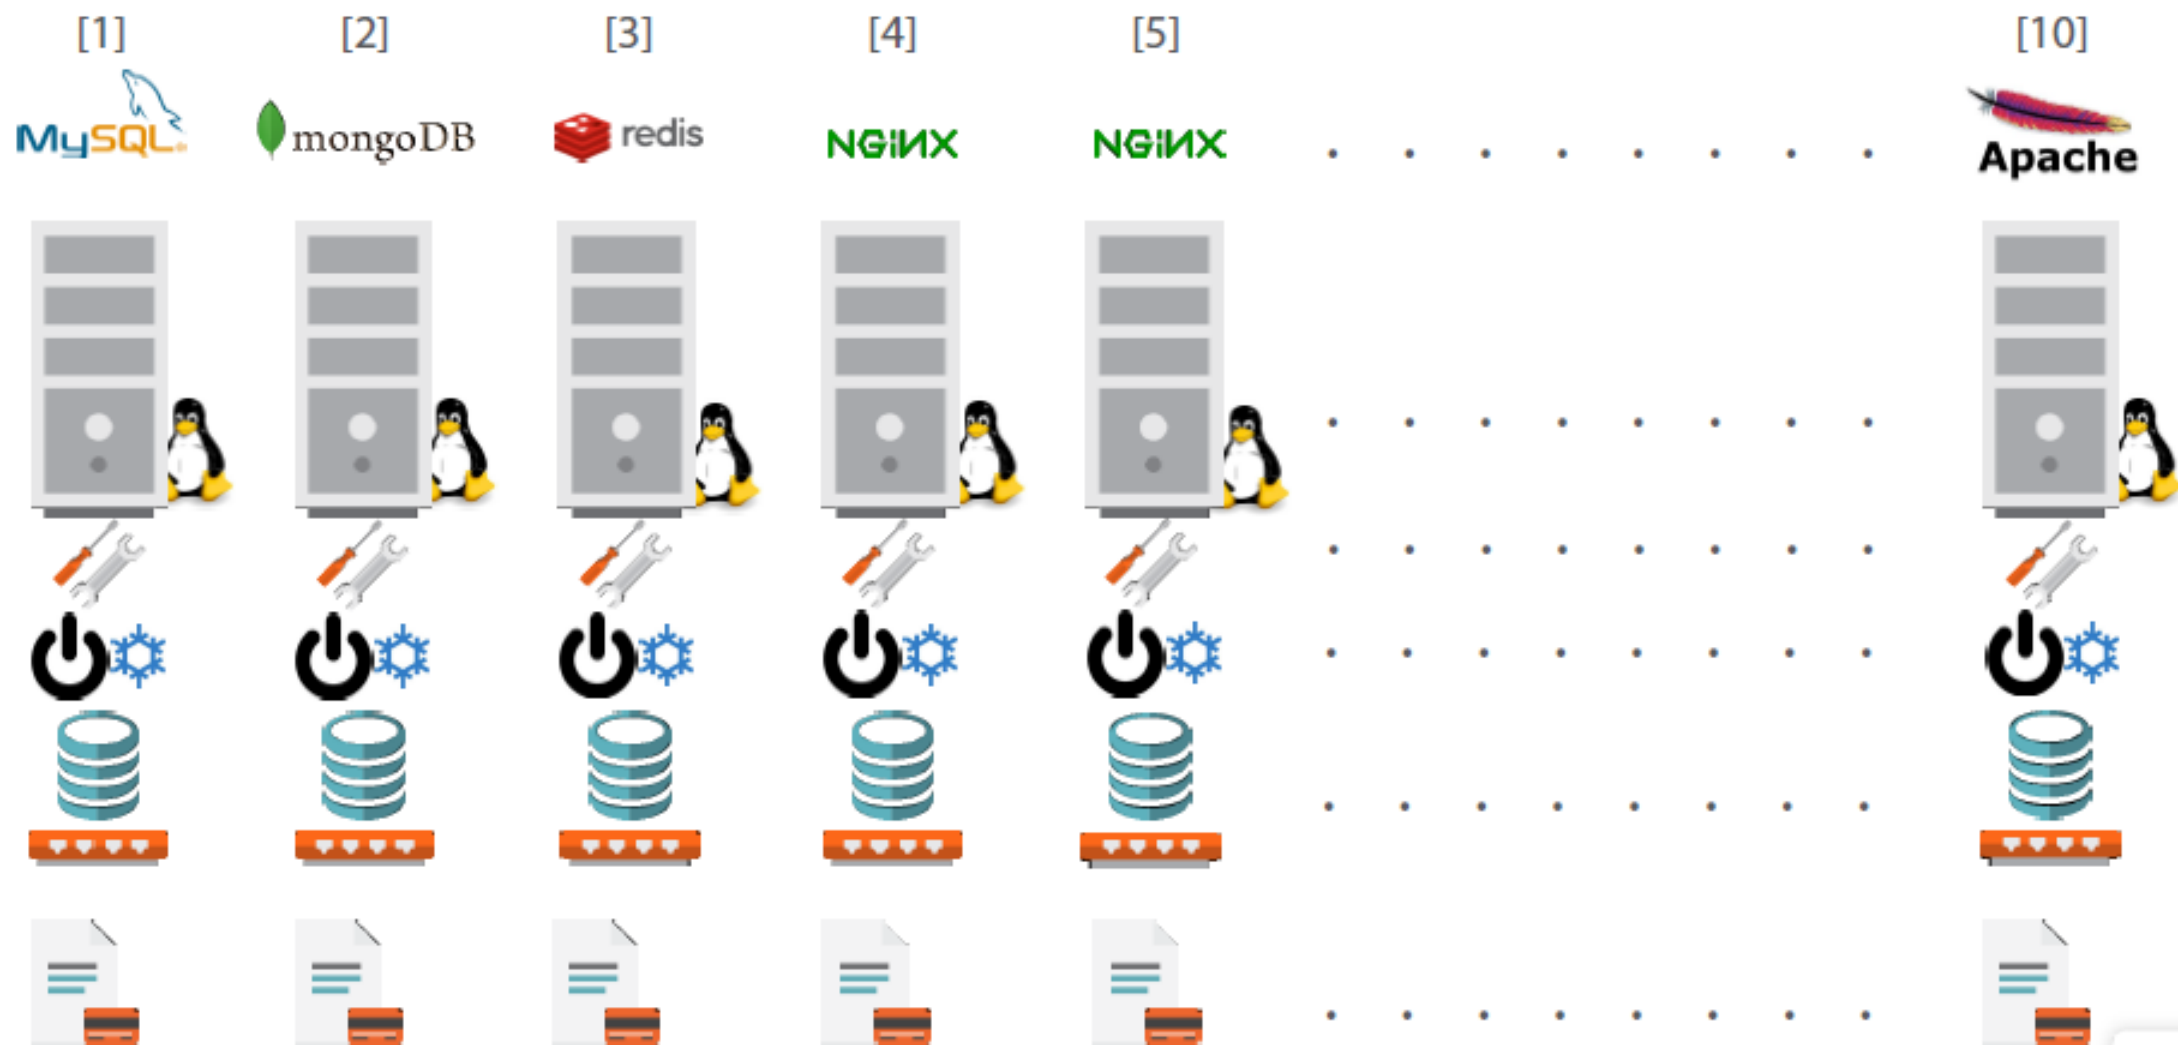 [1] [2] [3] [4] [5] [10]
MySQL mongoDB redis NGINX NGINX Apache